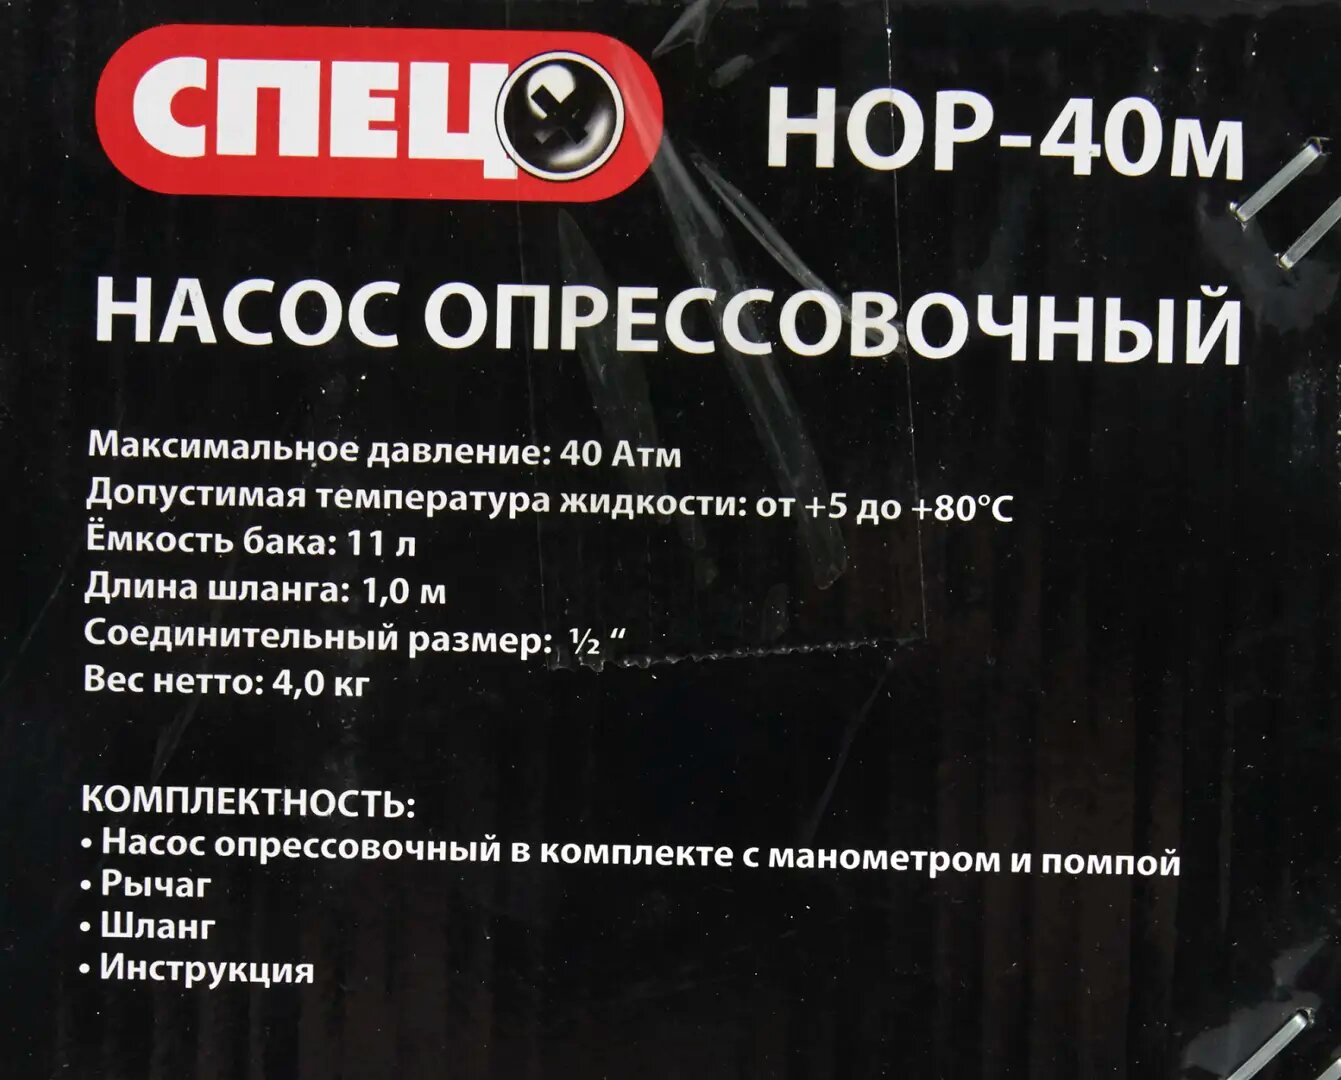 СПЕЦ
НОР-40м
НАСОС ОПРЕССОВОЧНЫЙ
Максимальное давление: 40 Атм
Допустимая температура жидкости: от +5 до +80°С
Ёмкость бака: 11 л
Длина шланга: 1,0 м
Соединительный размер: ½ “
Вес нетто: 4,0 кг
КОМПЛЕКТНОСТЬ:
• Насос опрессовочный в комплекте с манометром и помпой
• Рычаг
• Шланг
• Инструкция